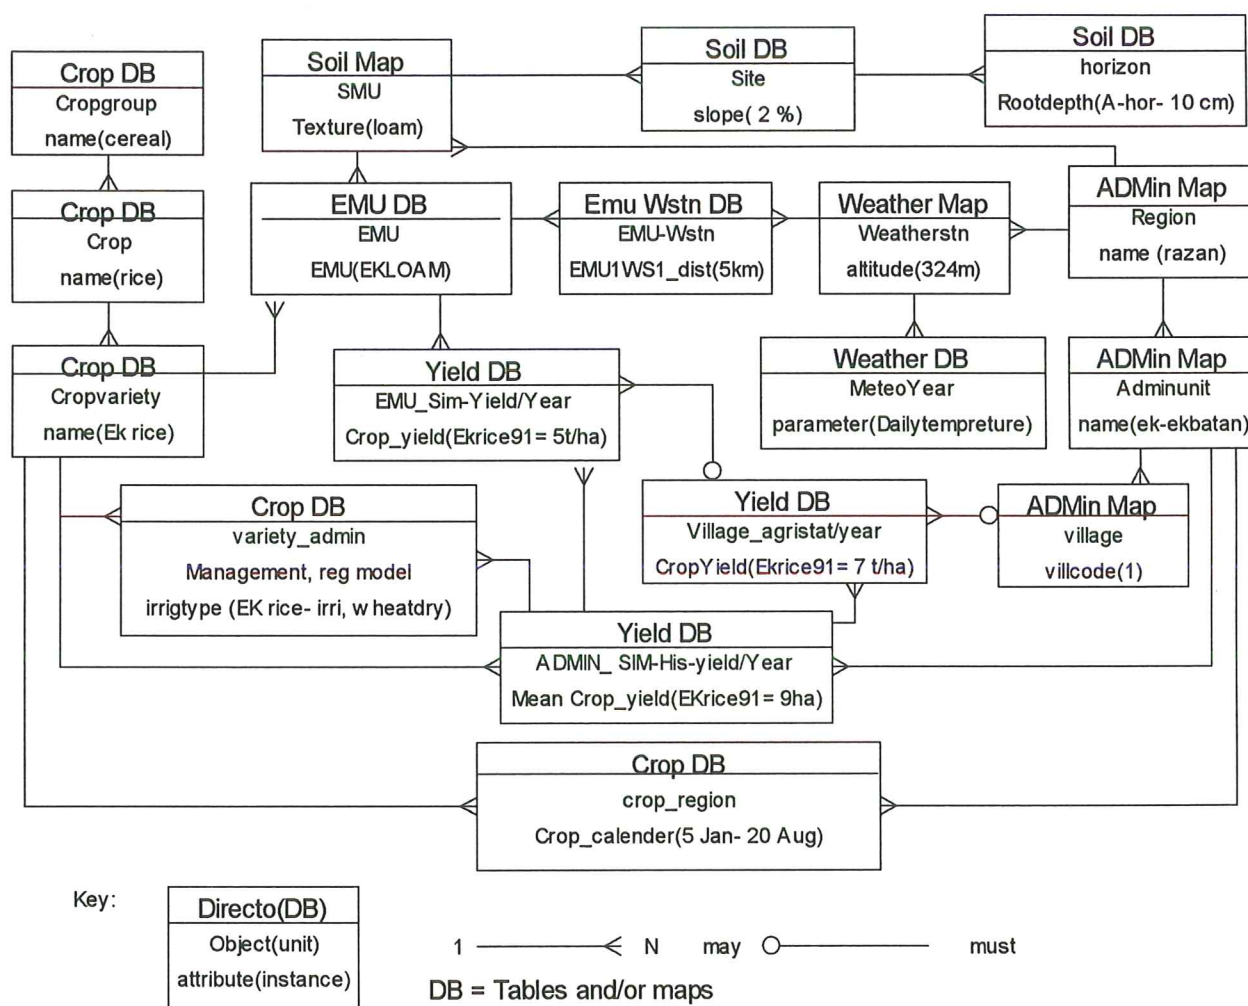 Crop DB
Cropgroup
name(cereal)
Soil Map
SMU
Texture(loam)
Soil DB
Site
slope( 2 %)
Soil DB
horizon
Rootdepth(A-hor- 10 cm)
Crop DB
Crop
name(rice)
EMU DB
EMU
EMU(EKLOAM)
Emu Wstn DB
EMU-Wstn
EMU1WS1_dist(5km)
Weather Map
Weatherstn
altitude(324m)
ADMin Map
Region
name (razan)
Crop DB
Cropvariety
name(Ek rice)
Yield DB
EMU_Sim-Yield/Year
Crop_yield(Ekrice91= 5t/ha)
Weather DB
MeteoYear
parameter(Dailytempreture)
ADMin Map
Adminunit
name(ek-ekbatan)
Crop DB
variety_admin
Management, reg model
irrigtype (EK rice- irri, w heatdry)
Yield DB
Village_agristat/year
CropYield(Ekrice91= 7 t/ha)
ADMin Map
village
villcode(1)
Yield DB
ADMIN_ SIM-His-yield/Year
Mean Crop_yield(EKrice91= 9ha)
Crop DB
crop_region
Crop_calender(5 Jan- 20 Aug)
Key:
Directo(DB)
Object(unit)
attribute(instance)
1 N may must
DB = Tables and/or maps